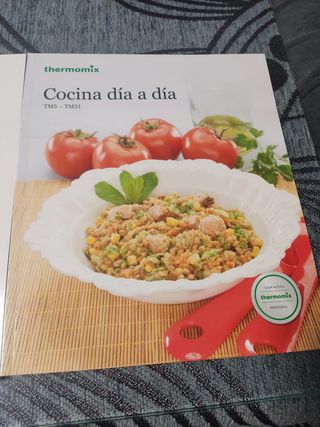 thermomix
Cocina día a día
TM5 – TM31
GARANTÍA
thermomix
ORIGINAL